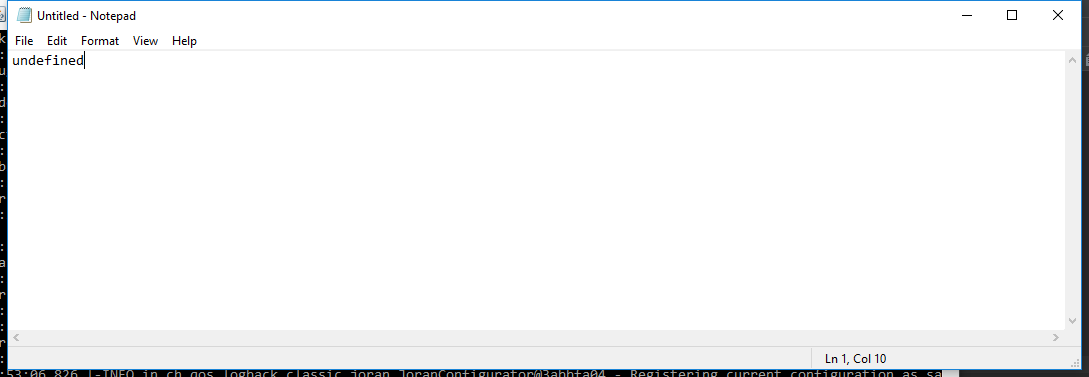 Untitled - Notepad
File Edit Format View Help
undefined
Ln 1, Col 10
:53:06,826 |-INFO in ch.qos.logback.classic.joran.JoranConfigurator@3abbfa04 - Registering current configuration as sa